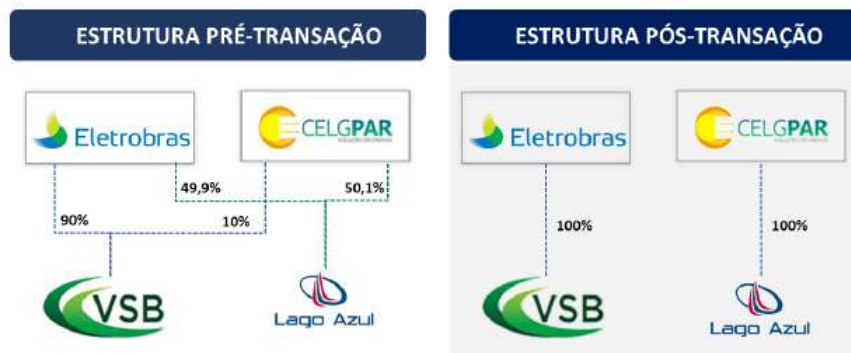 ESTRUTURA PRÉ-TRANSAÇÃO
Eletrobras
CELGPAR
49,9%
50,1%
90%
10%
VSB
Lago Azul
ESTRUTURA PÓS-TRANSAÇÃO
Eletrobras
CELGPAR
100%
100%
VSB
Lago Azul